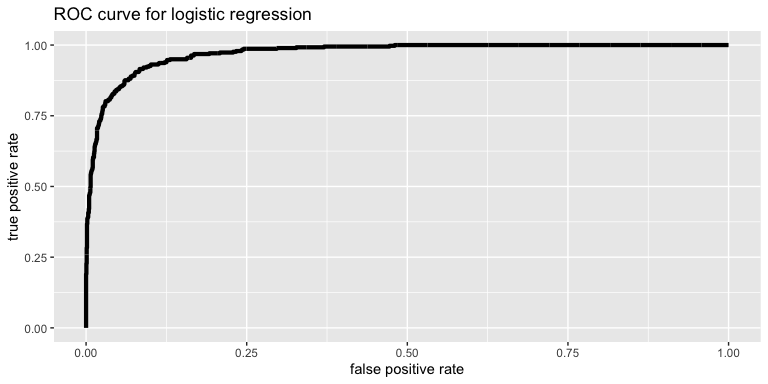 ROC curve for logistic regression
1.00
0.75
0.50
0.25
0.00
true positive rate
0.00 0.25 0.50 0.75 1.00
false positive rate